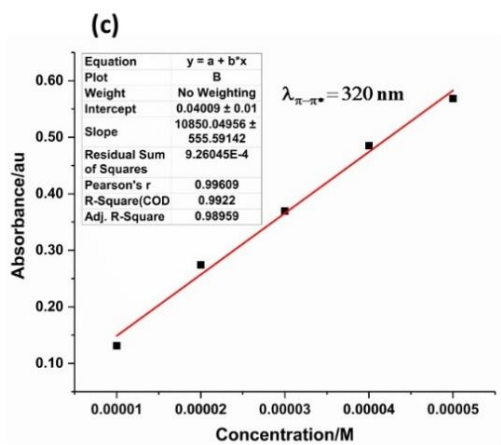 (c)
Equation y = a + b*x
Plot B
Weight No Weighting
Intercept 0.04009 ± 0.01
Slope 10850.04956 ±
555.59142
Residual Sum
of Squares 9.26045E-4
Pearson's r 0.99609
R-Square(COD 0.9922
Adj. R-Square 0.98959
λπ-π* = 320 nm
Absorbance/au
0.60
0.50
0.40
0.30
0.20
0.10
0.00001 0.00002 0.00003 0.00004 0.00005
Concentration/M